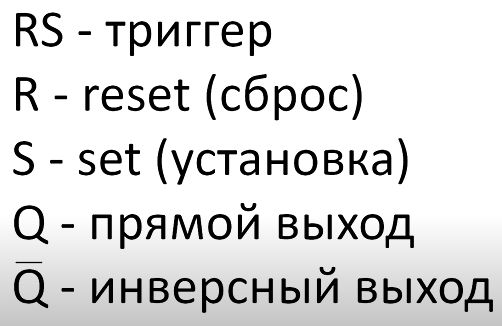 RS - триггер
R - reset (сброс)
S - set (установка)
Q - прямой выход
Q̅ - инверсный выход